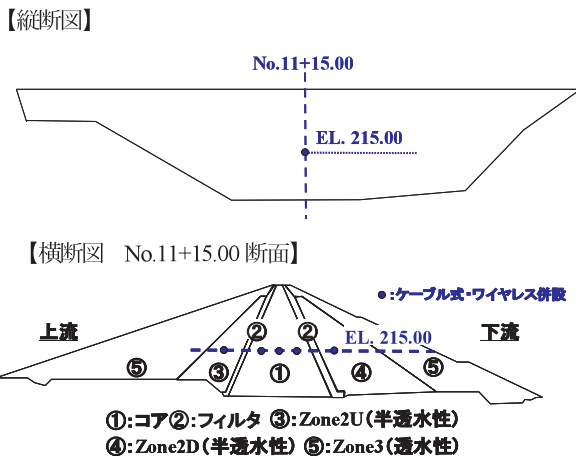 【縦断図】
No.11+15.00
EL. 215.00
【横断図 No.11+15.00 断面】
●:ケーブル式・ワイヤレス併設
上流
② ②
EL. 215.00
下流
⑤ ③ ① ④ ⑤
①:コア②:フィルタ ③:Zone2U(半透水性)
④:Zone2D(半透水性) ⑤:Zone3(透水性)